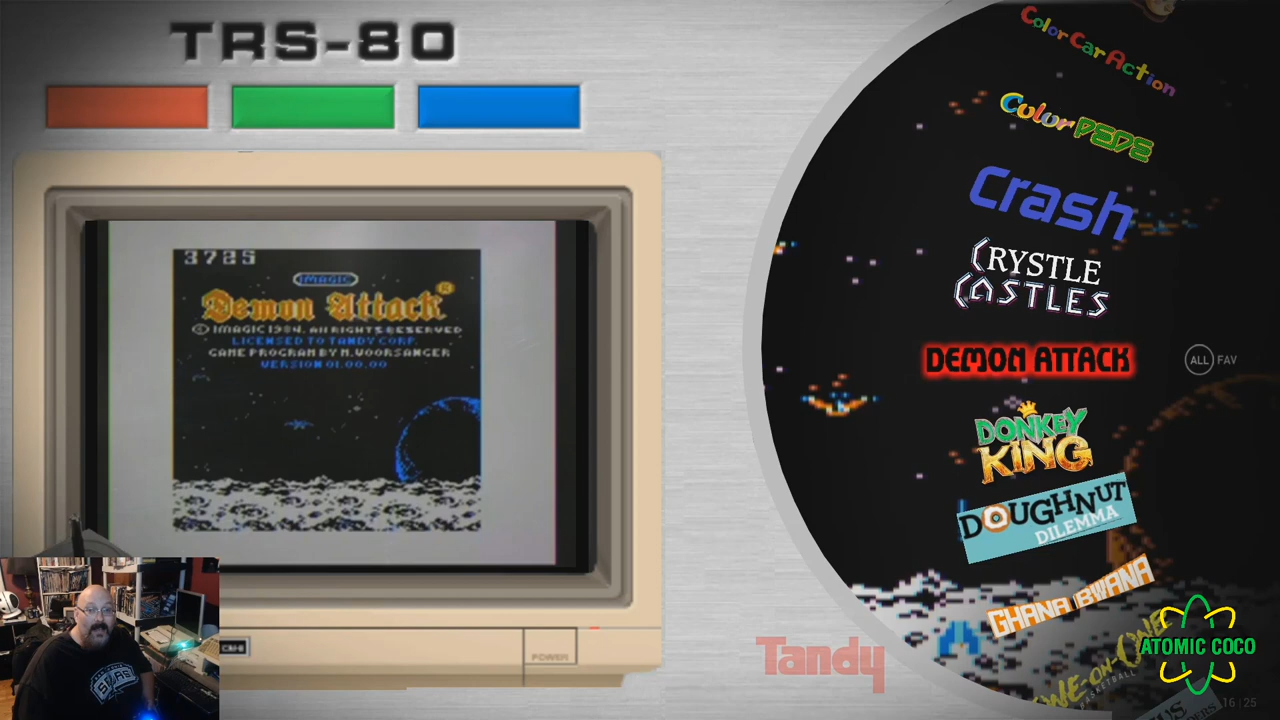 TRS-80
3725
IMAGIC
Demon Attack ®
© IMAGIC 1984. ALL RIGHTS RESERVED
LICENSED TO TANDY CORP.
GAME PROGRAM BY M. VOORSANGER
VERSION 01.00.00
POWER
Tandy
Color Car Action
Color PEDE
Crash
CRYSTLE
CASTLES
DEMON ATTACK
ALL FAV
DONKEY
KING
DOUGHNUT
DILEMMA
GHANA BWANA
ONE-ON-ONE
BASKETBALL
ATOMIC COCO
16 | 25